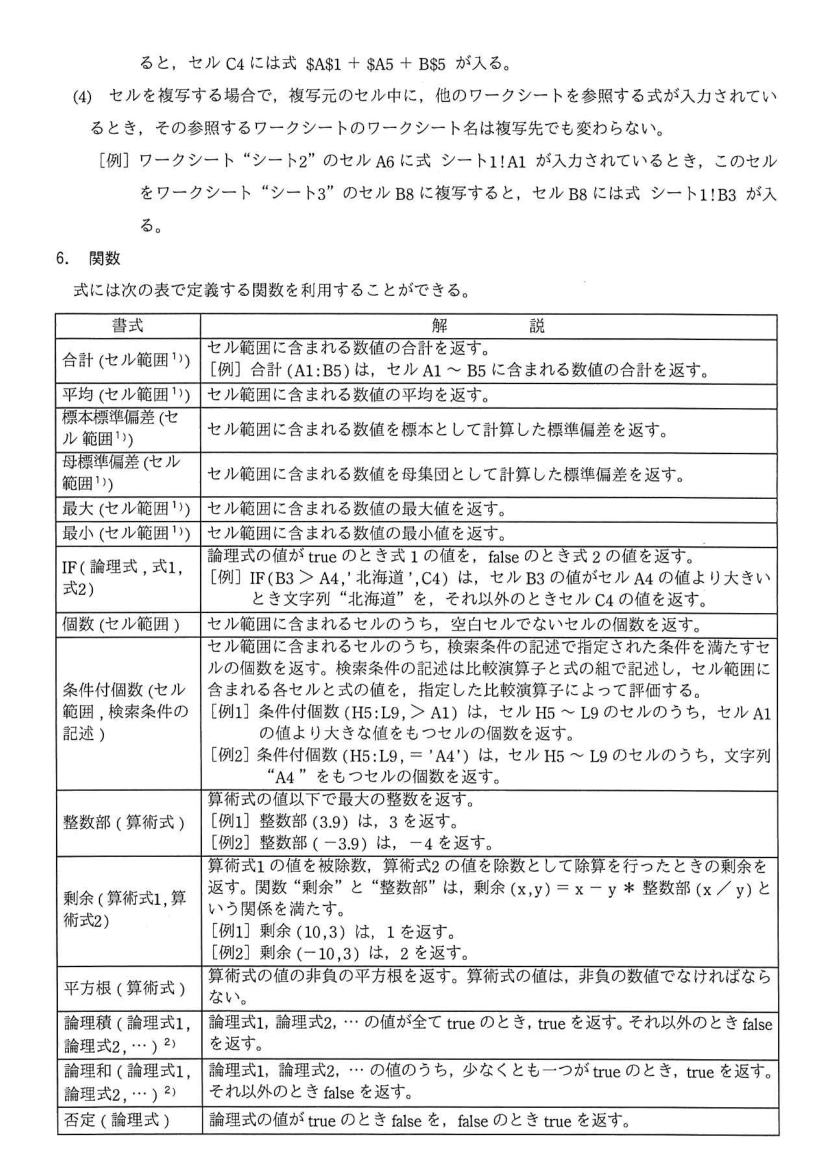 ると，セル C4 には式 $A$1 + $A5 + B$5 が入る。
(4) セルを複写する場合で，複写元のセル中に，他のワークシートを参照する式が入力されてい
るとき，その参照するワークシートのワークシート名は複写先でも変わらない。
［例］ワークシート“シート2”のセル A6 に式 シート1!A1 が入力されているとき，このセル
をワークシート“シート3”のセル B8 に複写すると，セル B8 には式 シート1!B3 が入
る。
6. 関数
式には次の表で定義する関数を利用することができる。
書式 解 説
合計 (セル範囲1)) セル範囲に含まれる数値の合計を返す。
［例］合計 (A1:B5) は，セル A1 ～ B5 に含まれる数値の合計を返す。
平均 (セル範囲1)) セル範囲に含まれる数値の平均を返す。
標本標準偏差 (セ
ル 範囲1)) セル範囲に含まれる数値を標本として計算した標準偏差を返す。
母標準偏差 (セル
範囲1)) セル範囲に含まれる数値を母集団として計算した標準偏差を返す。
最大 (セル範囲1)) セル範囲に含まれる数値の最大値を返す。
最小 (セル範囲1)) セル範囲に含まれる数値の最小値を返す。
IF( 論理式 , 式1,
式2)
論理式の値が true のとき式 1 の値を，false のとき式 2 の値を返す。
［例］IF(B3 ＞ A4,' 北海道 ',C4) は，セル B3 の値がセル A4 の値より大きい
とき文字列“北海道”を，それ以外のときセル C4 の値を返す。
個数 (セル範囲 ) セル範囲に含まれるセルのうち，空白セルでないセルの個数を返す。
条件付個数 (セル
範囲 , 検索条件の
記述 )
セル範囲に含まれるセルのうち，検索条件の記述で指定された条件を満たすセ
ルの個数を返す。検索条件の記述は比較演算子と式の組で記述し，セル範囲に
含まれる各セルと式の値を，指定した比較演算子によって評価する。
［例1］条件付個数 (H5:L9, ＞ A1) は，セル H5 ～ L9 のセルのうち，セル A1
の値より大きな値をもつセルの個数を返す。
［例2］条件付個数 (H5:L9, ＝ 'A4') は，セル H5 ～ L9 のセルのうち，文字列
“A4 ” をもつセルの個数を返す。
整数部 ( 算術式 )
算術式の値以下で最大の整数を返す。
［例1］整数部 (3.9) は，3 を返す。
［例2］整数部 ( －3.9) は，－4 を返す。
剰余 ( 算術式1, 算
術式2)
算術式1 の値を被除数，算術式2 の値を除数として除算を行ったときの剰余を
返す。関数“剰余”と“整数部”は，剰余 (x,y) ＝ x － y ＊ 整数部 (x ／ y) と
いう関係を満たす。
［例1］剰余 (10,3) は，1 を返す。
［例2］剰余 (－10,3) は，2 を返す。
平方根 ( 算術式 )
算術式の値の非負の平方根を返す。算術式の値は，非負の数値でなければなら
ない。
論理積 ( 論理式1,
論理式2, … ) 2)
論理式1, 論理式2, … の値が全て true のとき，true を返す。それ以外のとき false
を返す。
論理和 ( 論理式1,
論理式2, … ) 2)
論理式1，論理式2，… の値のうち，少なくとも一つが true のとき，true を返す。
それ以外のとき false を返す。
否定 ( 論理式 ) 論理式の値が true のとき false を，false のとき true を返す。